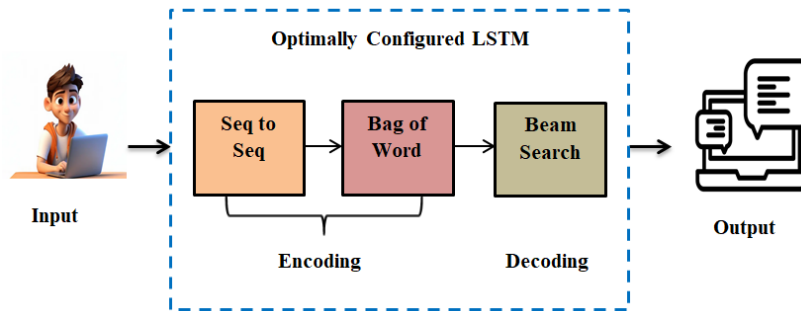 Optimally Configured LSTM
Seq to
Seq
Bag of
Word
Beam
Search
Input
Output
Encoding
Decoding